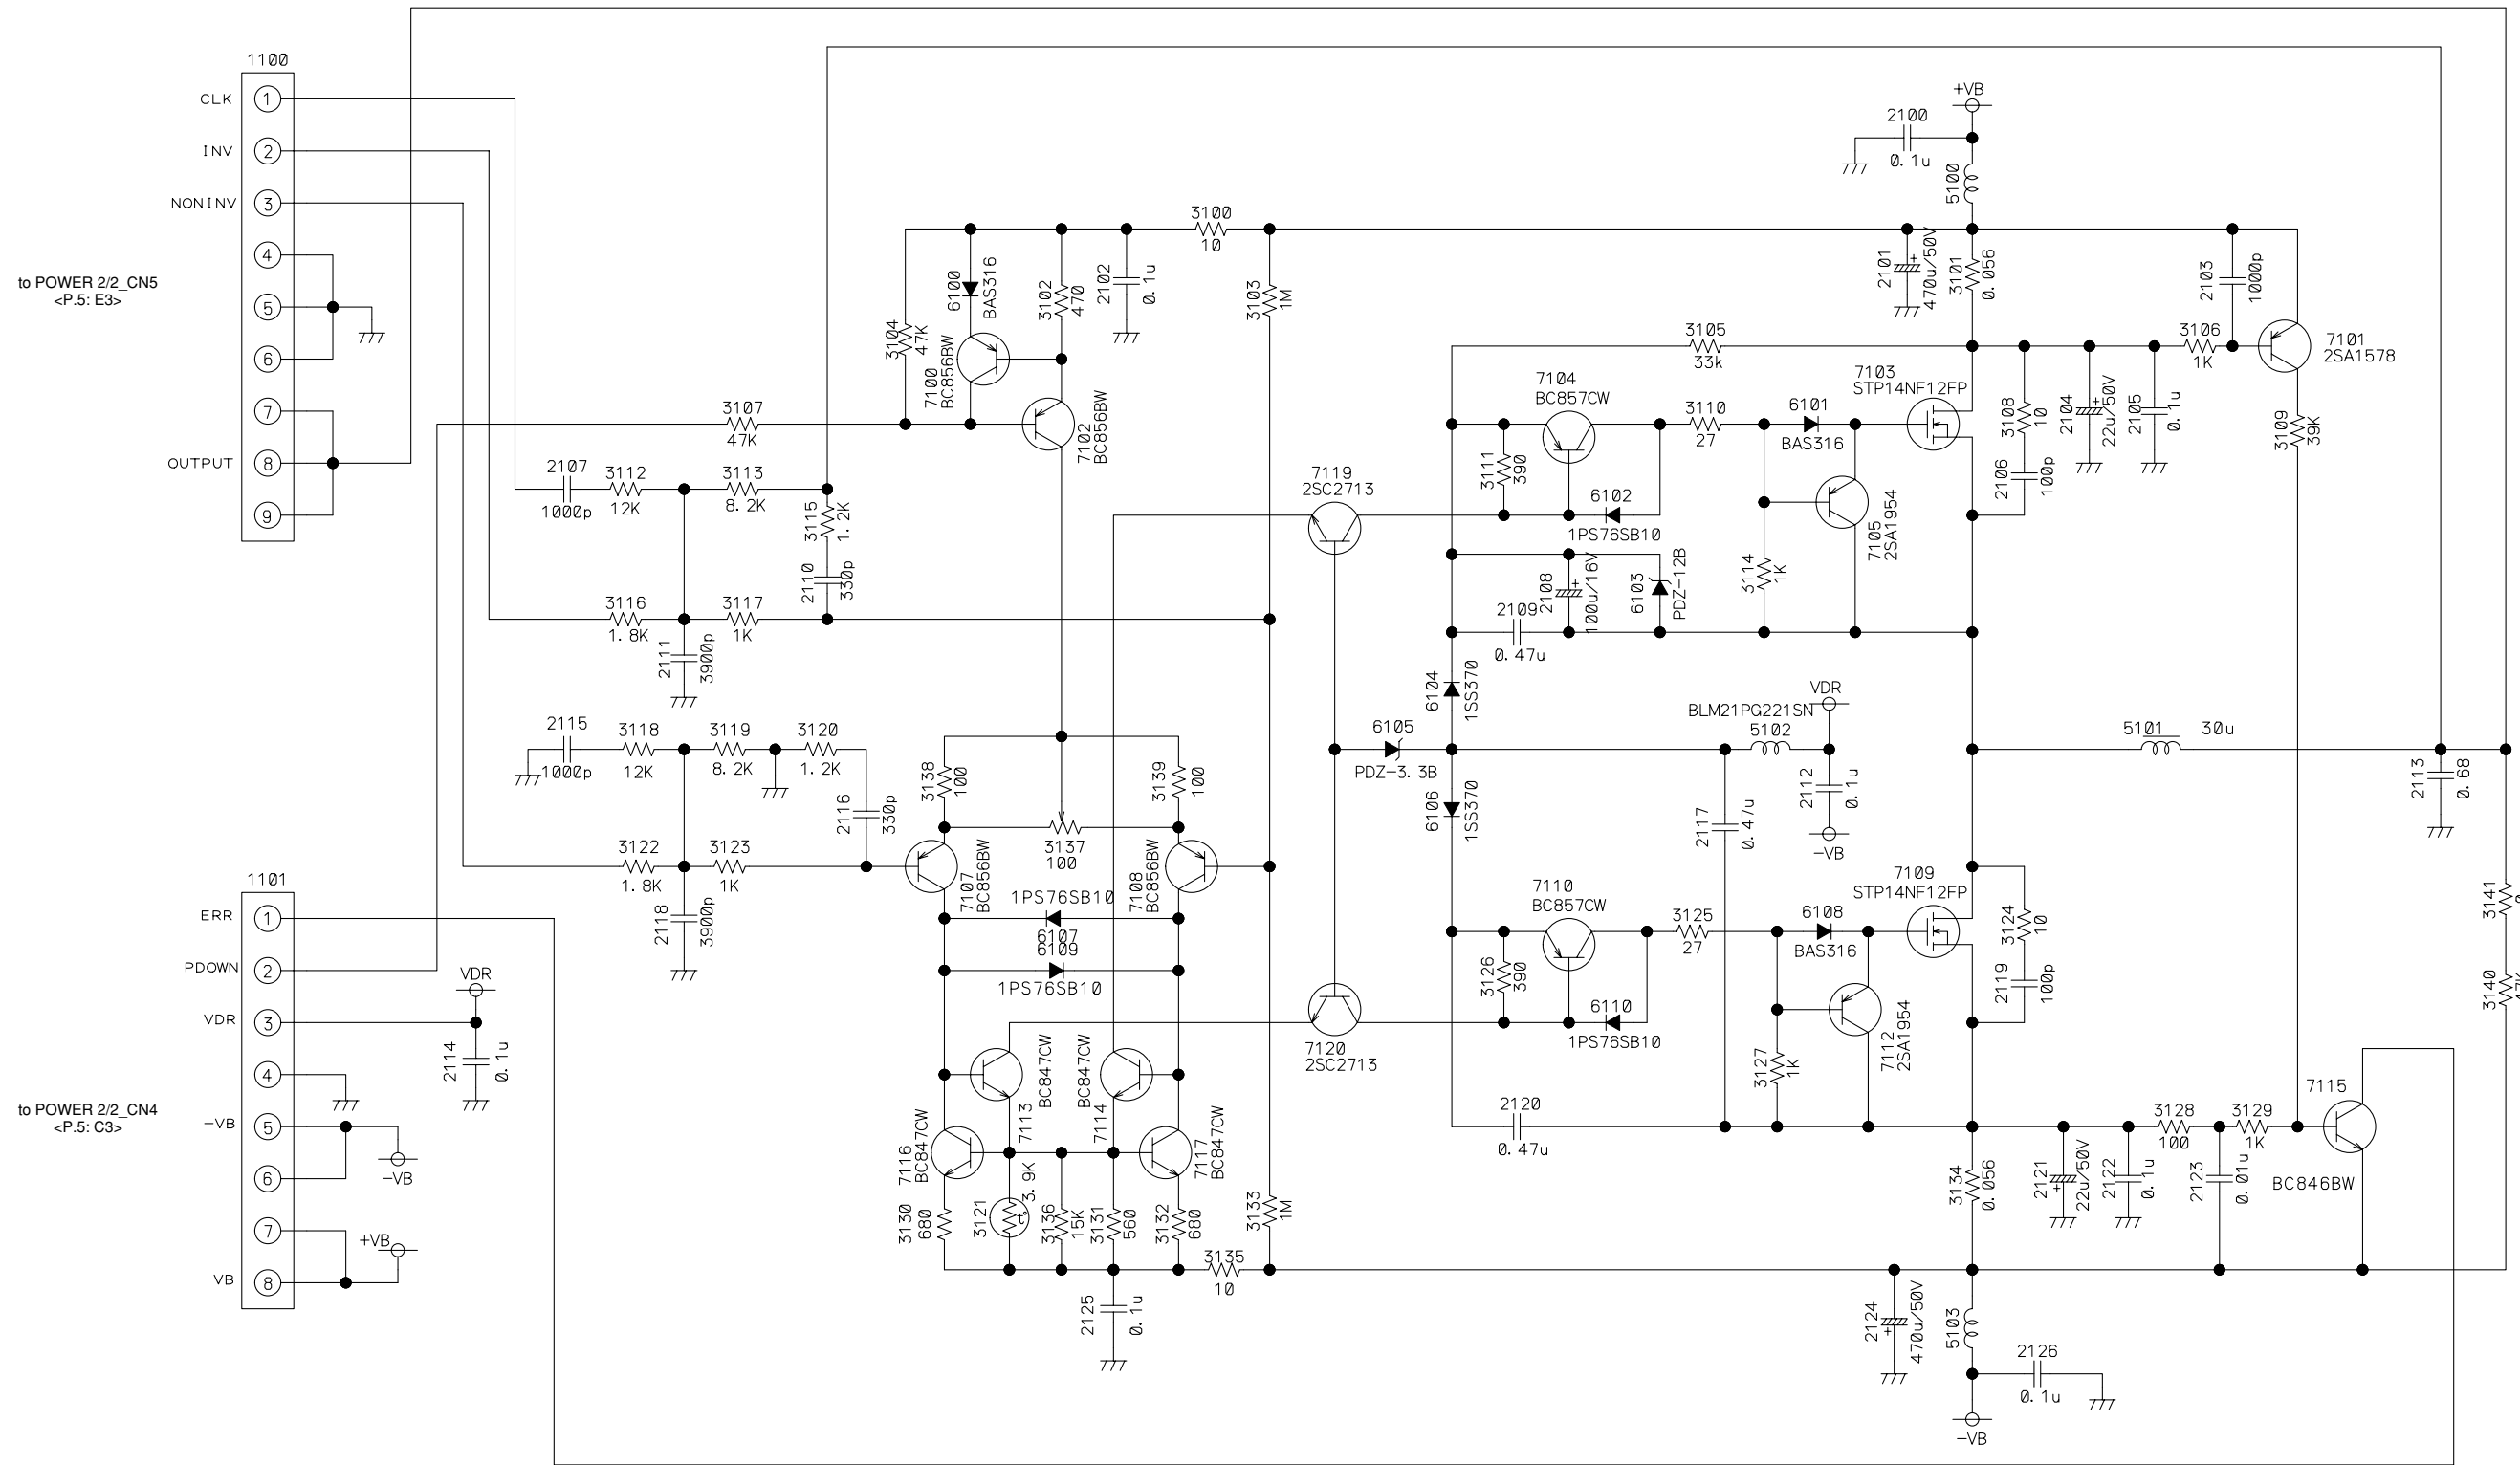 1100
CLK
1
INV
2
NONINV
3
4
to POWER 2/2_CN5
<P.5: E3>
5
6
7
OUTPUT
8
9
1101
ERR
1
PDOWN
2
VDR
3
4
to POWER 2/2_CN4
<P.5: C3>
-VB
5
6
7
VB
8
VDR
2114
0.1u
-VB
+VB
2107
1000p
3112
12K
3113
8.2K
3115
1.2K
2110
330p
3116
1.8K
3117
1K
2111
3900p
3107
47K
3104
47K
6100
BAS316
7100
BC856BW
3102
470
2102
0.1u
7102
BC856BW
3100
10
3103
1M
2115
1000p
3118
12K
3119
8.2K
3120
1.2K
2116
330p
3122
1.8K
3123
1K
2118
3900p
3138
100
3139
100
3137
100
7107
BC856BW
7108
BC856BW
1PS76SB10
6107
6109
1PS76SB10
7113
BC847CW
7114
BC847CW
7116
BC847CW
7117
BC847CW
3130
680
3121
3.9K
t°
3136
15K
3131
560
3132
680
3133
1M
3135
10
2125
0.1u
7119
2SC2713
7120
2SC2713
6105
PDZ-3.3B
6104
1SS370
6106
1SS370
3105
33k
7104
BC857CW
3111
390
6102
1PS76SB10
3110
27
6101
BAS316
7103
STP14NF12FP
7105
2SA1954
3114
1K
2108
100u/16V
6103
PDZ-12B
2109
0.47u
+VB
2100
0.1u
5100
2101
470u/50V
3101
0.056
2103
1000p
3106
1K
7101
2SA1578
3108
10
2106
100p
2104
22u/50V
2105
0.1u
3109
39K
VDR
BLM21PG221SN
5102
2112
0.1u
-VB
2117
0.47u
5101
30u
2113
0.68
7110
BC857CW
3126
390
6110
1PS76SB10
3125
27
6108
BAS316
7109
STP14NF12FP
7112
2SA1954
3127
1K
3124
10
2119
100p
2120
0.47u
3134
0.056
2121
22u/50V
2122
0.1u
3128
100
2123
0.01u
3129
1K
7115
BC846BW
3141
3140
2124
470u/50V
5103
2126
0.1u
-VB